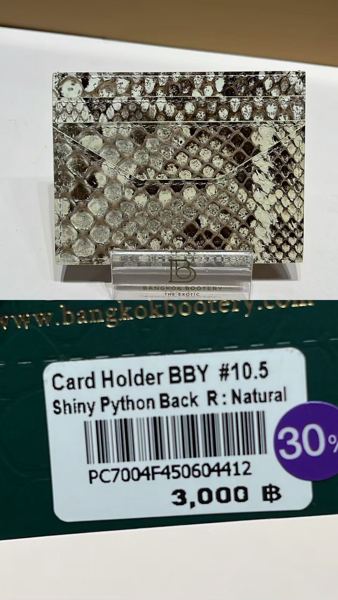 B
BANGKOK BOOTERY
THE EXOTIC
www.bangkokbootery.com
Card Holder BBY #10.5
Shiny Python Back R : Natural
30%
PC7004F450604412
3,000 ฿